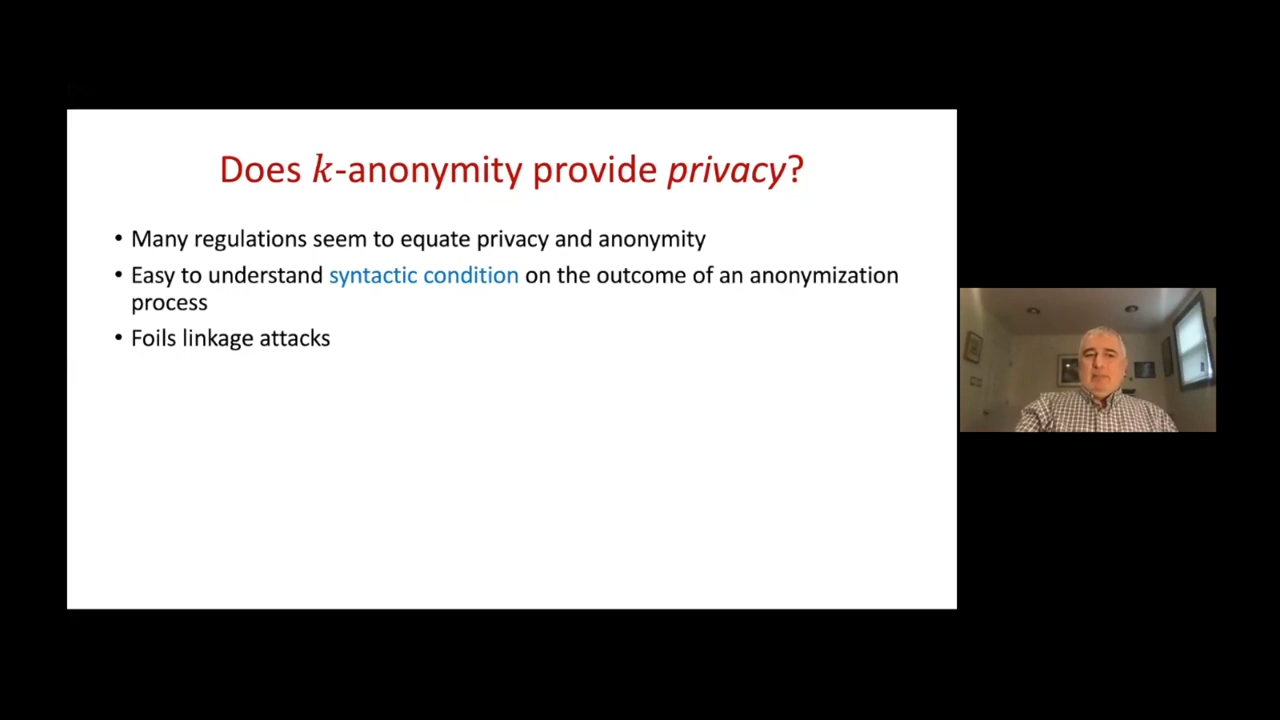 Does k-anonymity provide privacy?
• Many regulations seem to equate privacy and anonymity
• Easy to understand syntactic condition on the outcome of an anonymization
process
• Foils linkage attacks